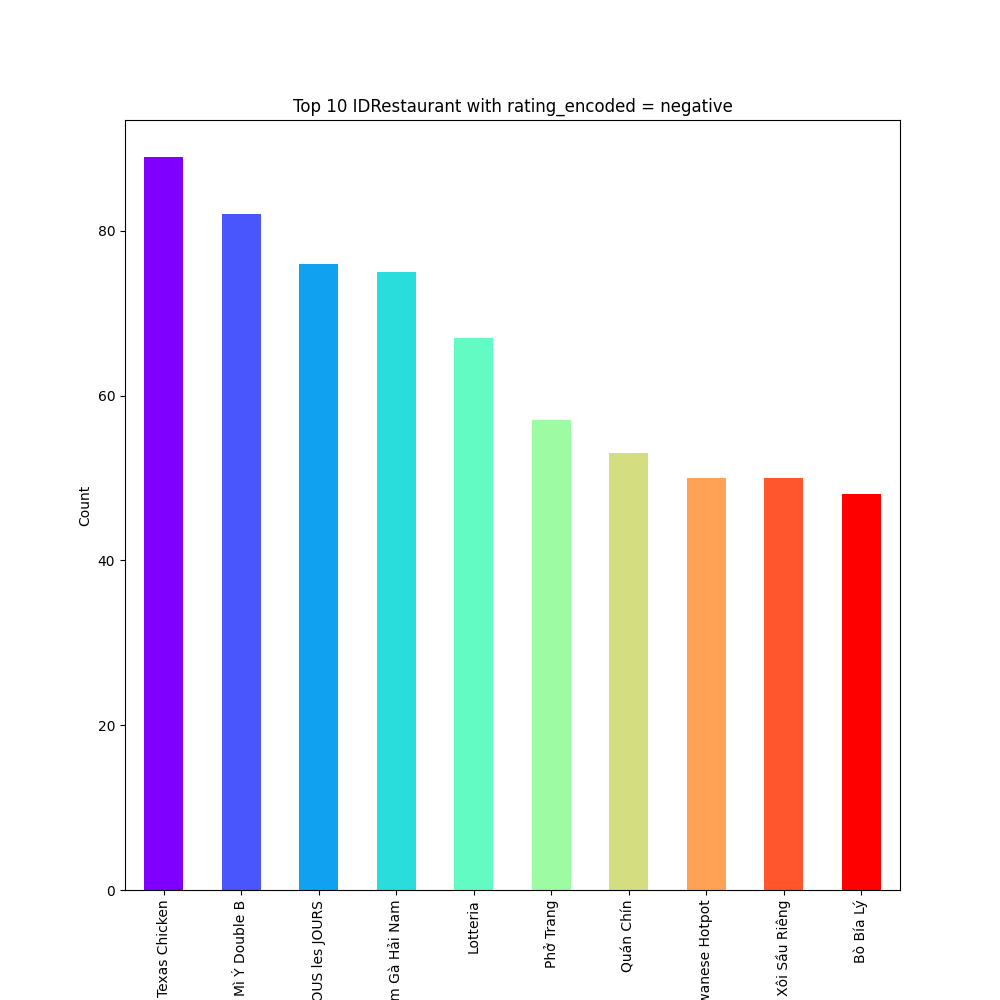 Top 10 IDRestaurant with rating_encoded = negative
Count
80
60
40
20
0
Texas Chicken
Mì Ý Double B
OUS les JOURS
m Gà Hải Nam
Lotteria
Phở Trang
Quán Chín
wanese Hotpot
Xôi Sầu Riêng
Bò Bía Lý